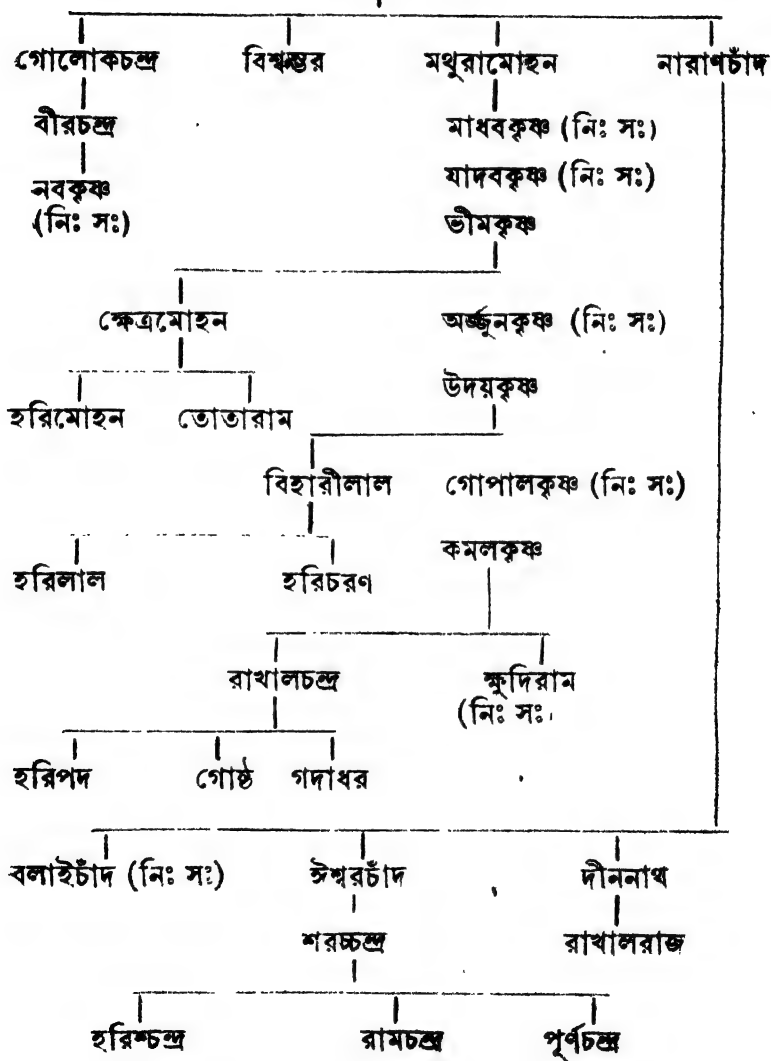 গোলোকচন্দ্র বিশ্বম্ভর মথুরামোহন নারাণচাঁদ
বীরচন্দ্র মাধবকৃষ্ণ (নিঃ সঃ)
নবকৃষ্ণ যাদবকৃষ্ণ (নিঃ সঃ)
(নিঃ সঃ) ভীমকৃষ্ণ
ক্ষেত্রমোহন অর্জ্জুনকৃষ্ণ (নিঃ সঃ)
উদয়কৃষ্ণ
হরিমোহন তোতারাম
বিহারীলাল গোপালকৃষ্ণ (নিঃ সঃ)
কমলকৃষ্ণ
হরিলাল হরিচরণ
রাখালচন্দ্র ক্ষুদিরাম
(নিঃ সঃ)
হরিপদ গোষ্ঠ গদাধর
বলাইচাঁদ (নিঃ সঃ) ঈশ্বরচাঁদ দীননাথ
শরচ্চন্দ্র রাখালরাজ
হরিশ্চন্দ্র রামচন্দ্র পূর্ণচন্দ্র